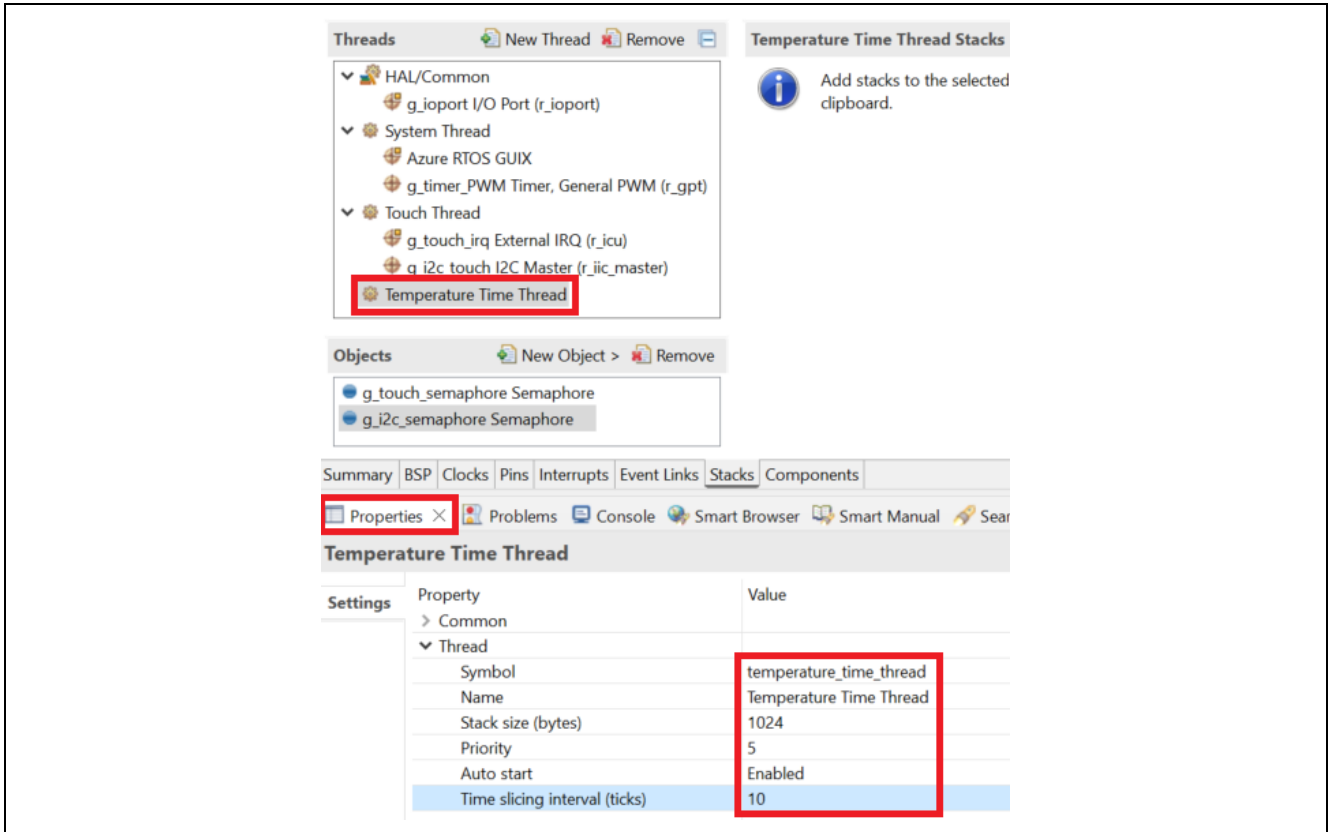 Threads New Thread Remove
HAL/Common
g_ioport I/O Port (r_ioport)
System Thread
Azure RTOS GUIX
g_timer_PWM Timer, General PWM (r_gpt)
Touch Thread
g_touch_irq External IRQ (r_icu)
g_i2c_touch I2C Master (r_iic_master)
Temperature Time Thread
Temperature Time Thread Stacks
Add stacks to the selected
clipboard.
Objects New Object > Remove
g_touch_semaphore Semaphore
g_i2c_semaphore Semaphore
Summary BSP Clocks Pins Interrupts Event Links Stacks Components
Properties Problems Console Smart Browser Smart Manual Sear
Temperature Time Thread
Settings
Property Value
Common
Thread
Symbol temperature_time_thread
Name Temperature Time Thread
Stack size (bytes) 1024
Priority 5
Auto start Enabled
Time slicing interval (ticks) 10